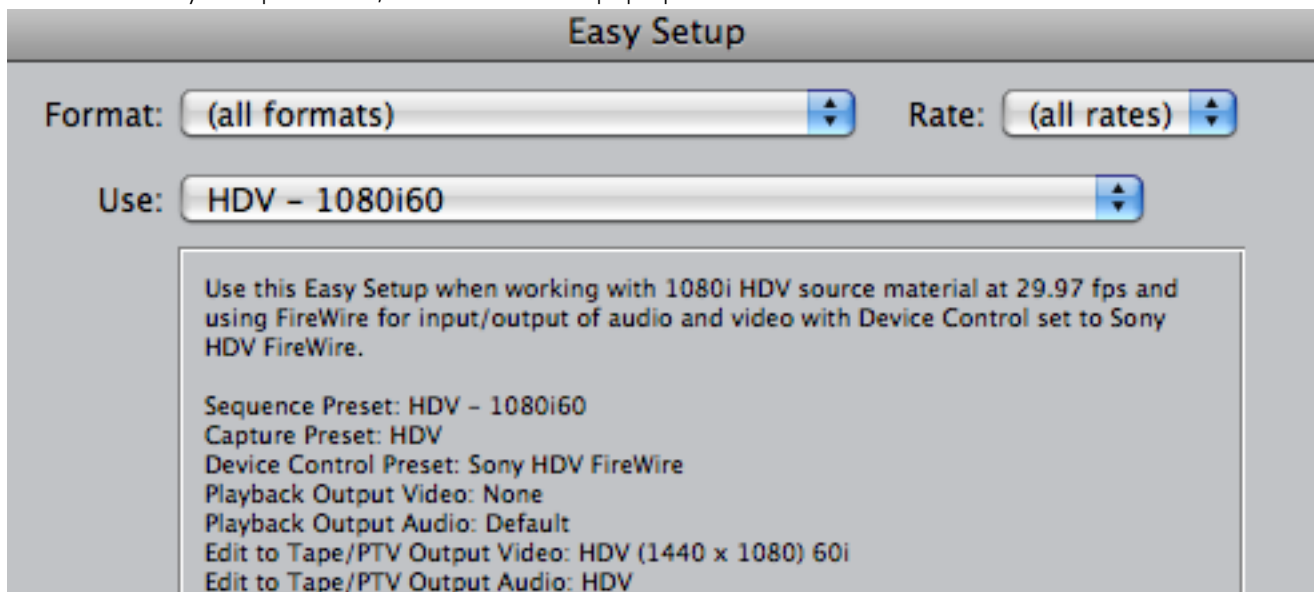 Easy Setup
Format: (all formats) Rate: (all rates)
Use: HDV – 1080i60
Use this Easy Setup when working with 1080i HDV source material at 29.97 fps and
using FireWire for input/output of audio and video with Device Control set to Sony
HDV FireWire.
Sequence Preset: HDV – 1080i60
Capture Preset: HDV
Device Control Preset: Sony HDV FireWire
Playback Output Video: None
Playback Output Audio: Default
Edit to Tape/PTV Output Video: HDV (1440 x 1080) 60i
Edit to Tape/PTV Output Audio: HDV